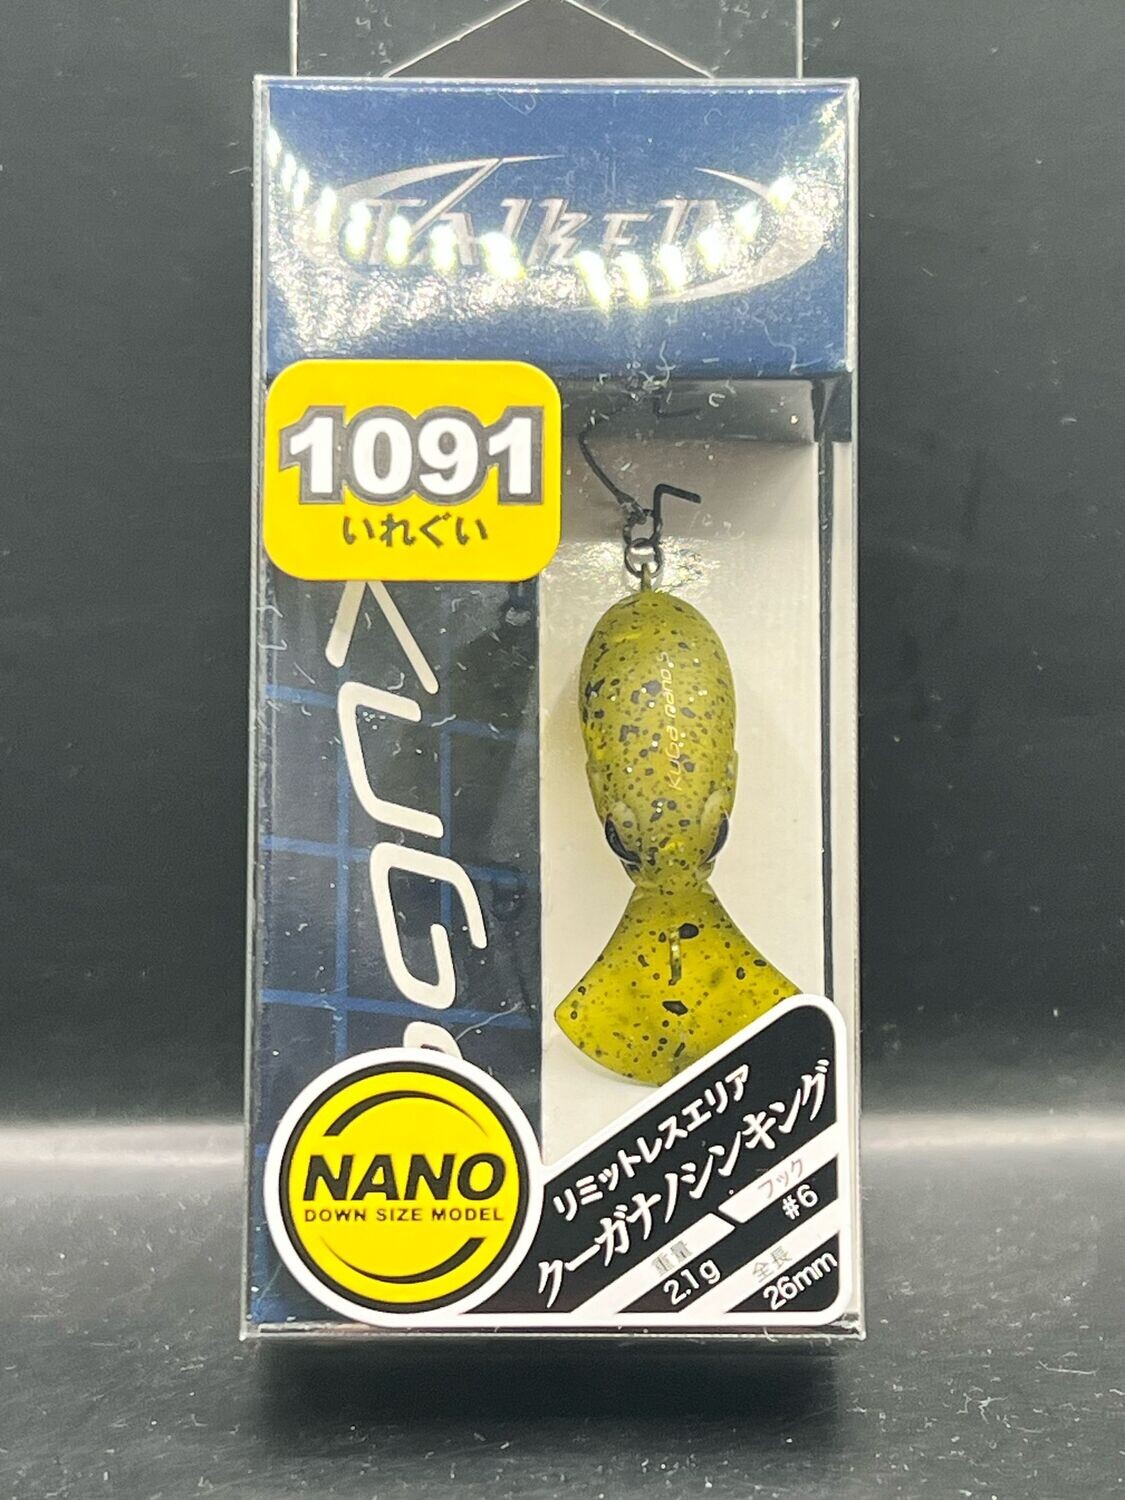 ValkeIN
1091
いれぐい
KUGa
KuGa nano S
NANO
DOWN SIZE MODEL
リミットレスエリア
クーガナノシンキング
フック
#6
重量
2.1g
全長
26mm